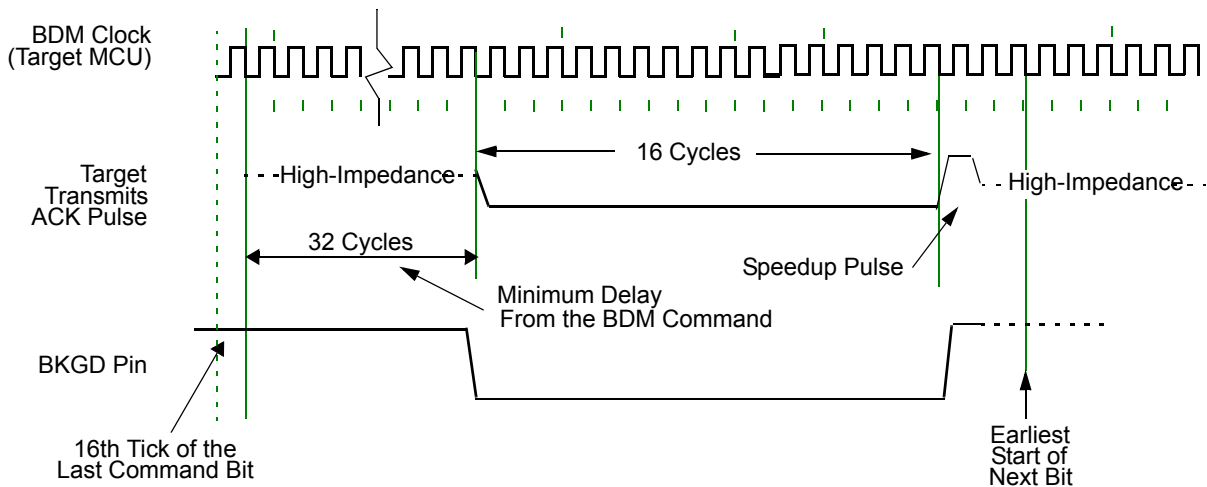 BDM Clock
(Target MCU)
16 Cycles
Target
Transmits
ACK Pulse
High-Impedance
High-Impedance
32 Cycles
Speedup Pulse
Minimum Delay
From the BDM Command
BKGD Pin
16th Tick of the
Last Command Bit
Earliest
Start of
Next Bit